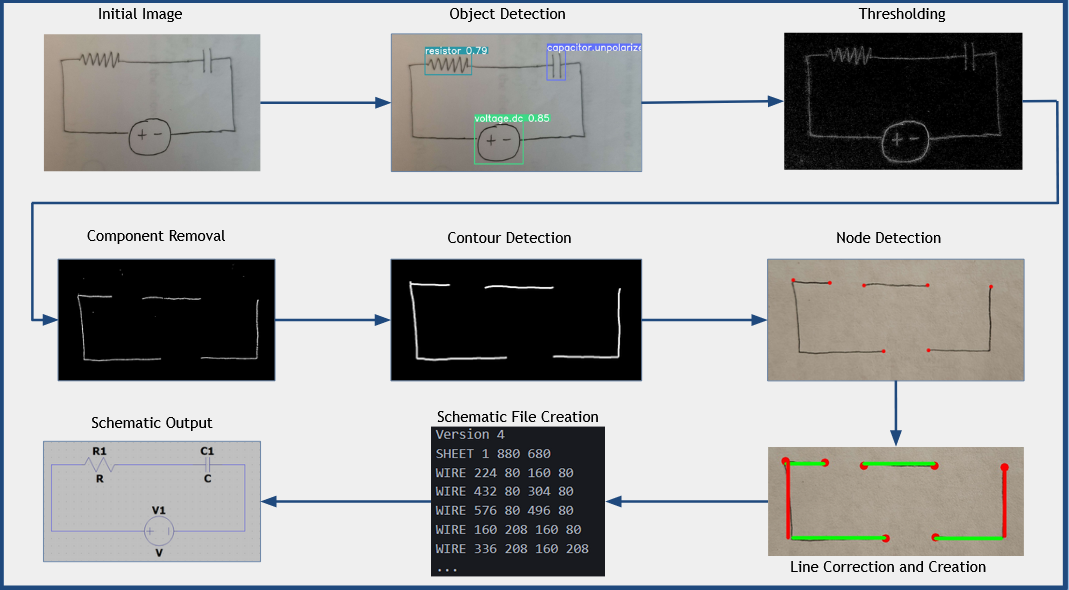 Initial Image
Object Detection
Thresholding
resistor 0.79
capacitor.unpolarize
voltage.dc 0.85
+ −
+ −
+ −
Component Removal
Contour Detection
Node Detection
Schematic Output
Schematic File Creation
R1
C1
R
C
V1
+
V
Version 4
SHEET 1 880 680
WIRE 224 80 160 80
WIRE 432 80 304 80
WIRE 576 80 496 80
WIRE 160 208 160 80
WIRE 336 208 160 208
...
Line Correction and Creation